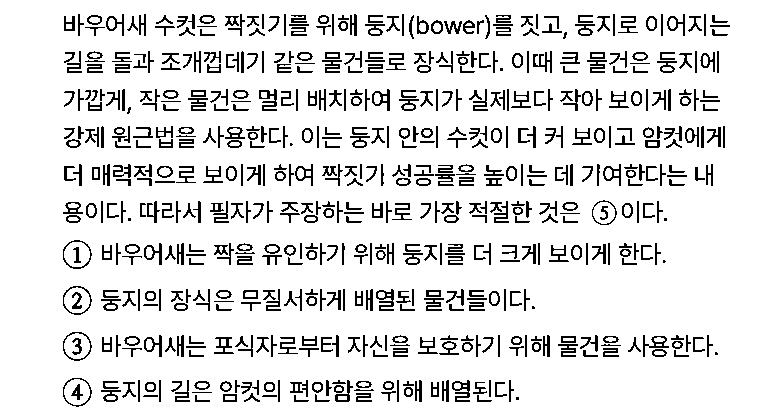 바우어새 수컷은 짝짓기를 위해 둥지(bower)를 짓고, 둥지로 이어지는
길을 돌과 조개껍데기 같은 물건들로 장식한다. 이때 큰 물건은 둥지에
가깝게, 작은 물건은 멀리 배치하여 둥지가 실제보다 작아 보이게 하는
강제 원근법을 사용한다. 이는 둥지 안의 수컷이 더 커 보이고 암컷에게
더 매력적으로 보이게 하여 짝짓기 성공률을 높이는 데 기여한다는 내
용이다. 따라서 필자가 주장하는 바로 가장 적절한 것은 ⑤이다.
① 바우어새는 짝을 유인하기 위해 둥지를 더 크게 보이게 한다.
② 둥지의 장식은 무질서하게 배열된 물건들이다.
③ 바우어새는 포식자로부터 자신을 보호하기 위해 물건을 사용한다.
④ 둥지의 길은 암컷의 편안함을 위해 배열된다.